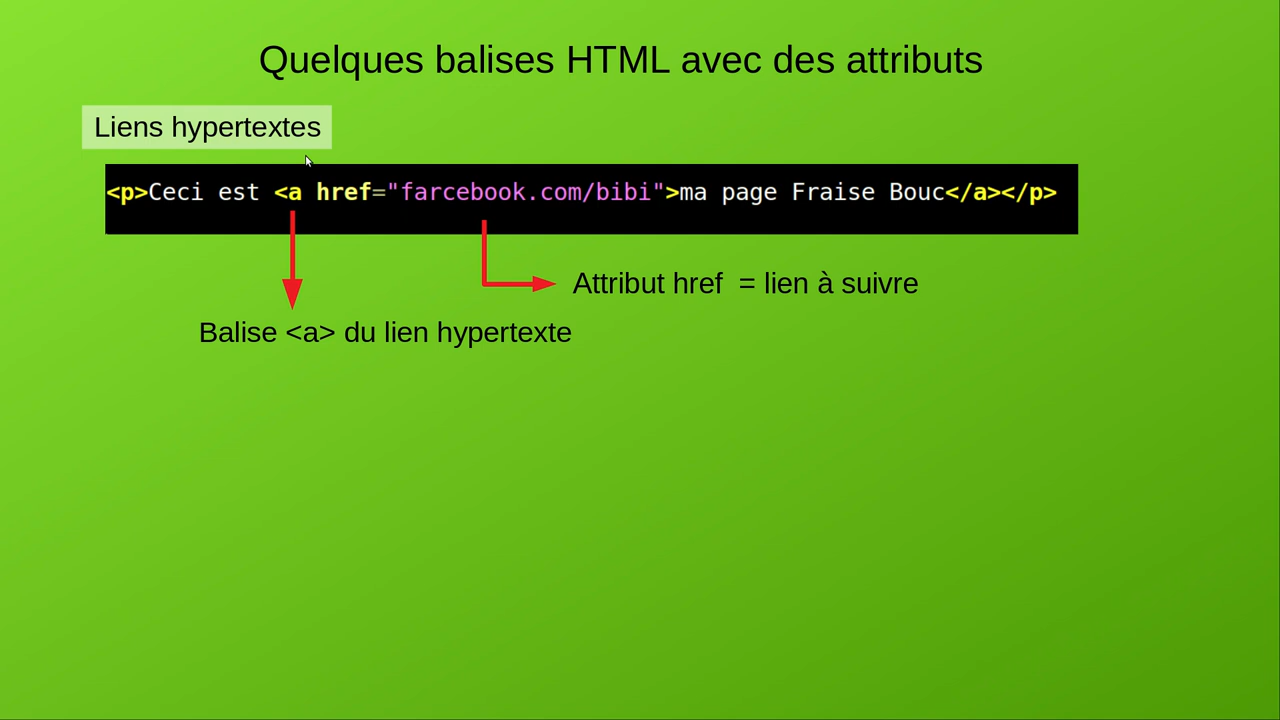 Quelques balises HTML avec des attributs
Liens hypertextes
<p>Ceci est <a href="farcebook.com/bibi">ma page Fraise Bouc</a></p>
Attribut href  = lien à suivre
Balise <a> du lien hypertexte